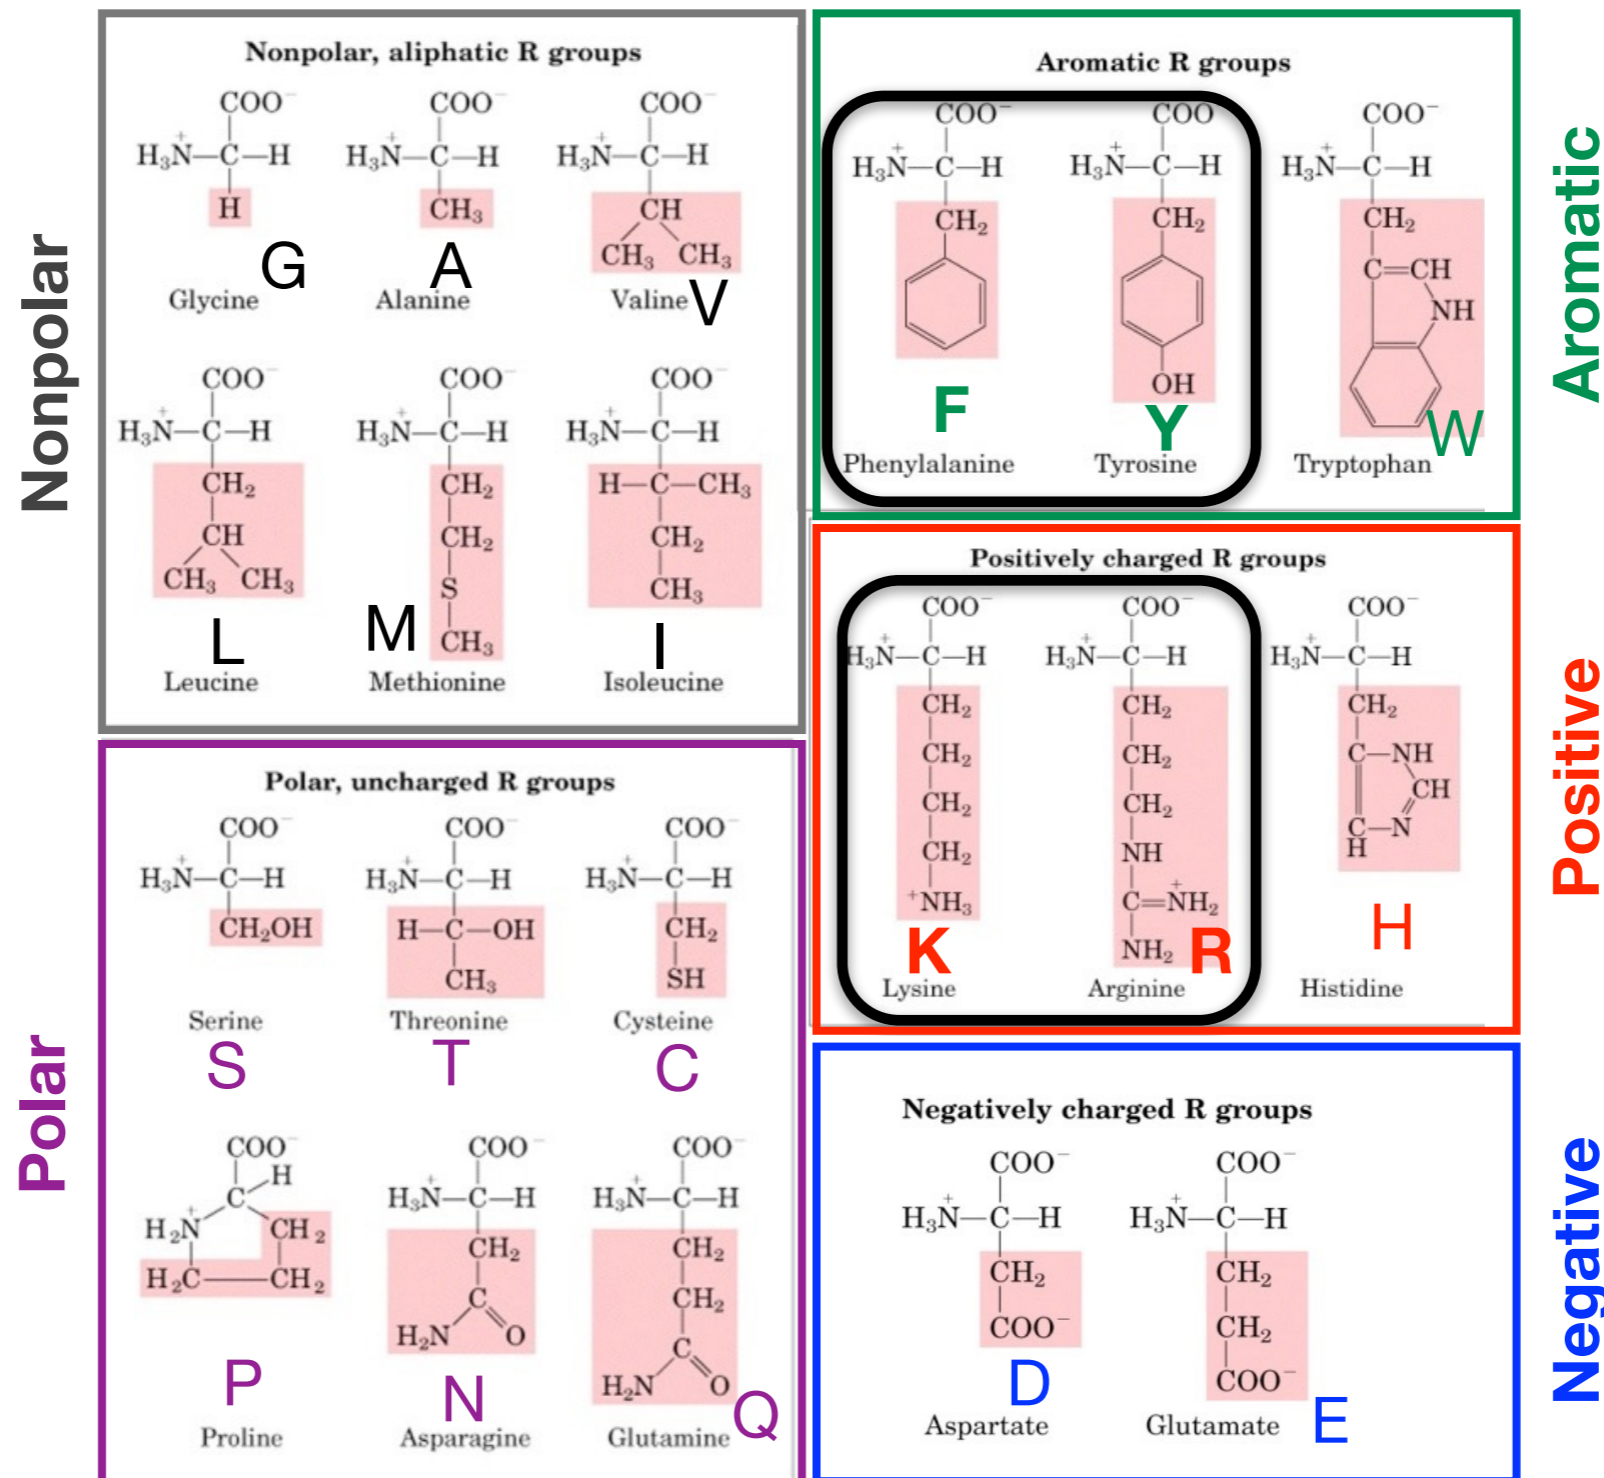 Nonpolar
Nonpolar, aliphatic R groups
COO⁻ COO⁻ COO⁻
H₃N⁺—C—H H₃N⁺—C—H H₃N⁺—C—H
H CH₃ CH
CH₃ CH₃
G A V
Glycine Alanine Valine
COO⁻ COO⁻ COO⁻
H₃N⁺—C—H H₃N⁺—C—H H₃N⁺—C—H
CH₂ CH₂ H—C—CH₃
CH CH₂ CH₂
CH₃ CH₃ S CH₃
CH₃
L M I
Leucine Methionine Isoleucine
Aromatic
Aromatic R groups
COO⁻ COO COO⁻
H₃N⁺—C—H H₃N⁺—C—H H₃N⁺—C—H
CH₂ CH₂ CH₂
C=CH
NH
OH
F Y W
Phenylalanine Tyrosine Tryptophan
Positive
Positively charged R groups
COO⁻ COO⁻ COO⁻
H₃N⁺—C—H H₃N⁺—C—H H₃N⁺—C—H
CH₂ CH₂ CH₂
CH₂ CH₂ C—NH
CH₂ CH₂ CH
CH₂ NH C—N
H
⁺NH₃ C=N⁺H₂
NH₂
K R H
Lysine Arginine Histidine
Polar
Polar, uncharged R groups
COO⁻ COO⁻ COO⁻
H₃N⁺—C—H H₃N⁺—C—H H₃N⁺—C—H
CH₂OH H—C—OH CH₂
CH₃ SH
Serine Threonine Cysteine
S T C
COO⁻ COO⁻ COO⁻
H
C H₃N⁺—C—H H₃N⁺—C—H
H₂N⁺ CH₂ CH₂ CH₂
H₂C CH₂ C CH₂
H₂N O C
H₂N O
P N Q
Proline Asparagine Glutamine
Negative
Negatively charged R groups
COO⁻ COO⁻
H₃N⁺—C—H H₃N⁺—C—H
CH₂ CH₂
COO⁻ CH₂
COO⁻
D E
Aspartate Glutamate